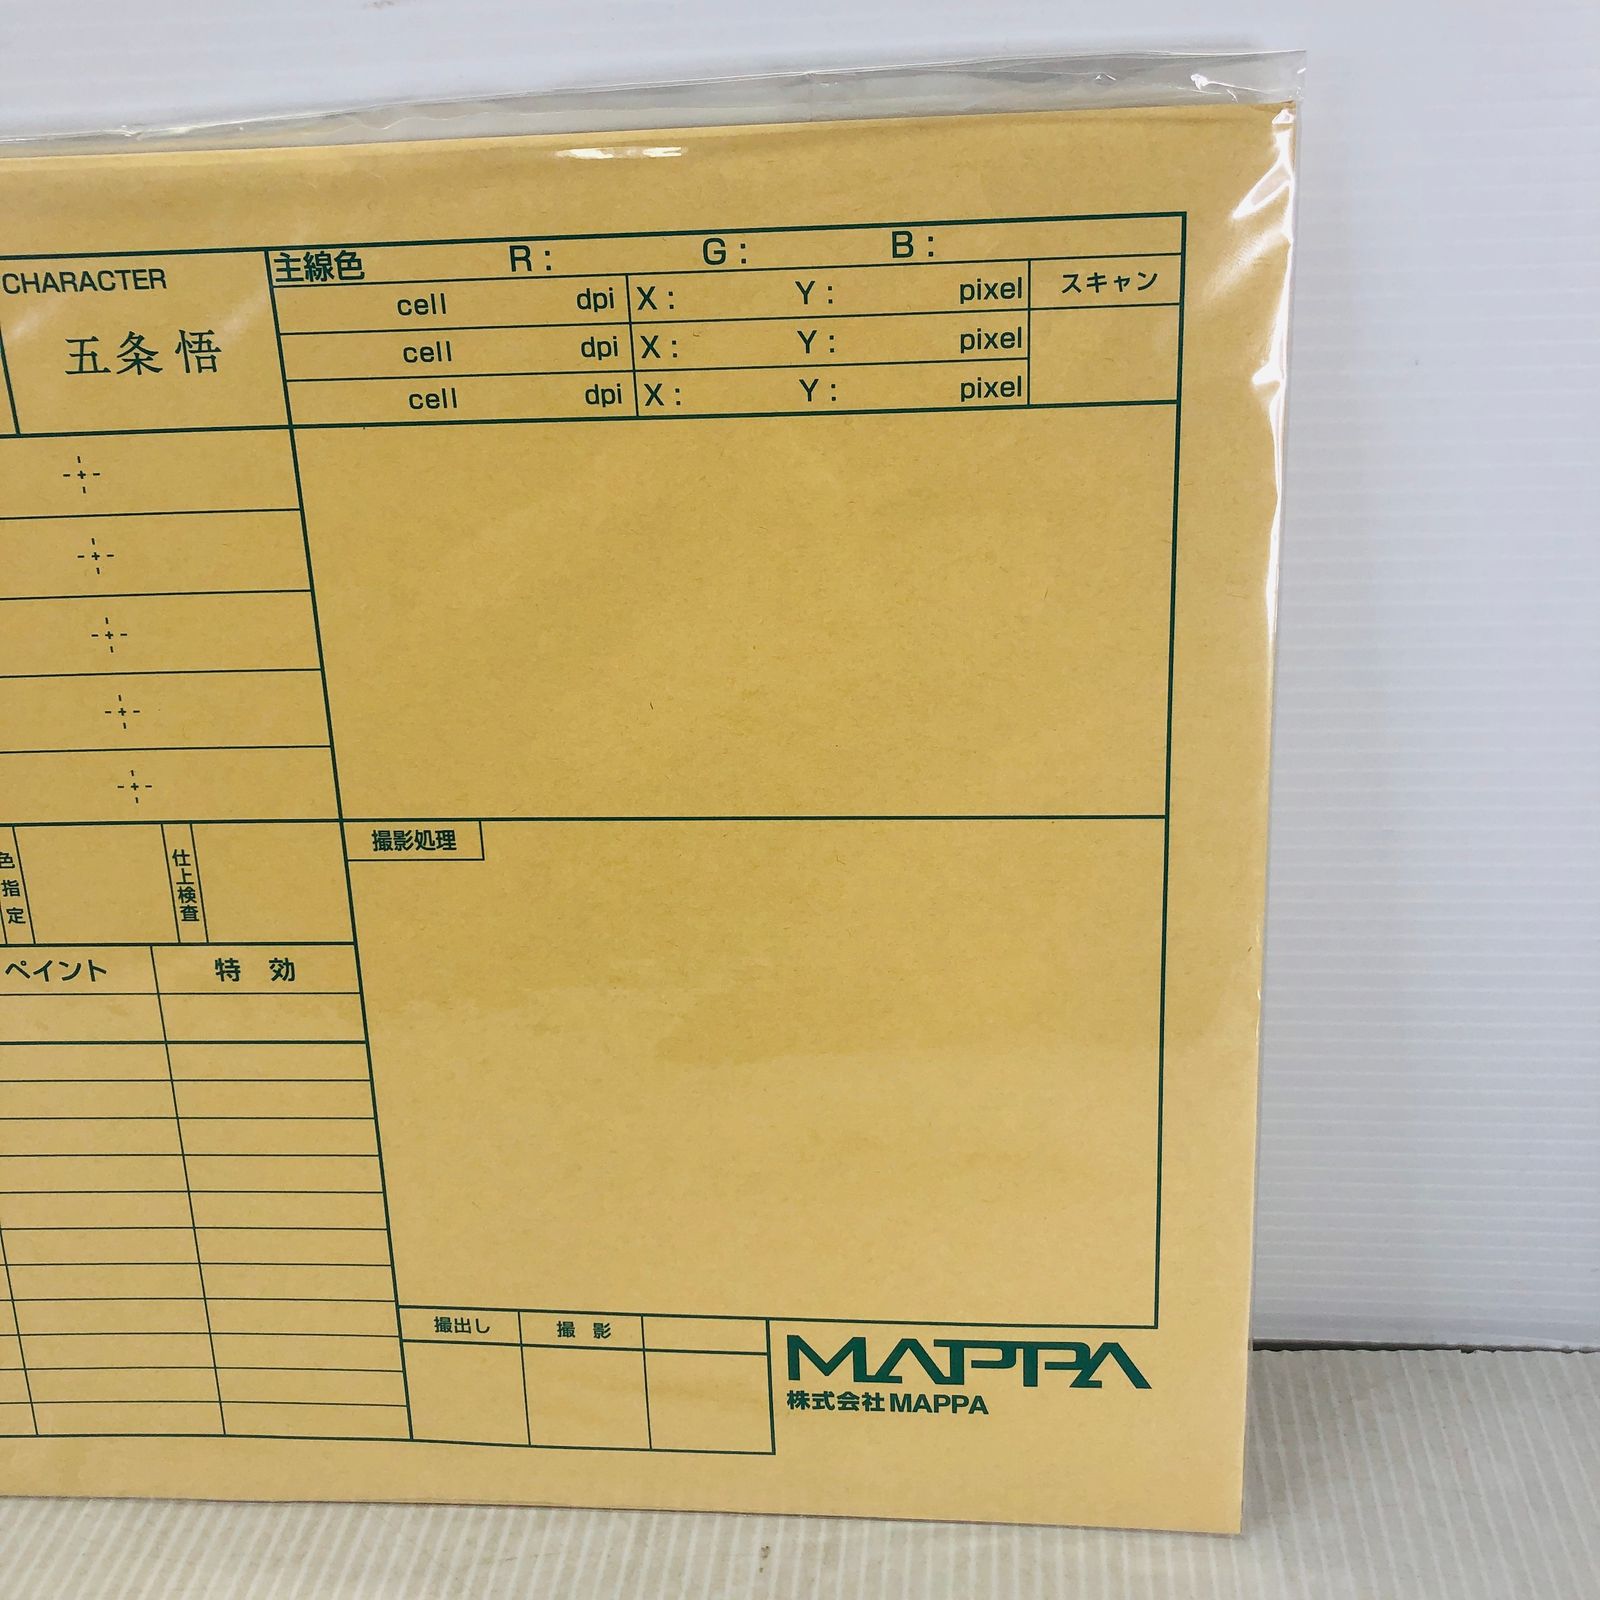 CHARACTER
五条 悟
主線色 R: G: B:
cell dpi X: Y: pixel スキャン
cell dpi X: Y: pixel
cell dpi X: Y: pixel
撮影処理
色指定
仕上検査
ペイント 特 効
撮出し 撮 影
MAPPA
株式会社MAPPA